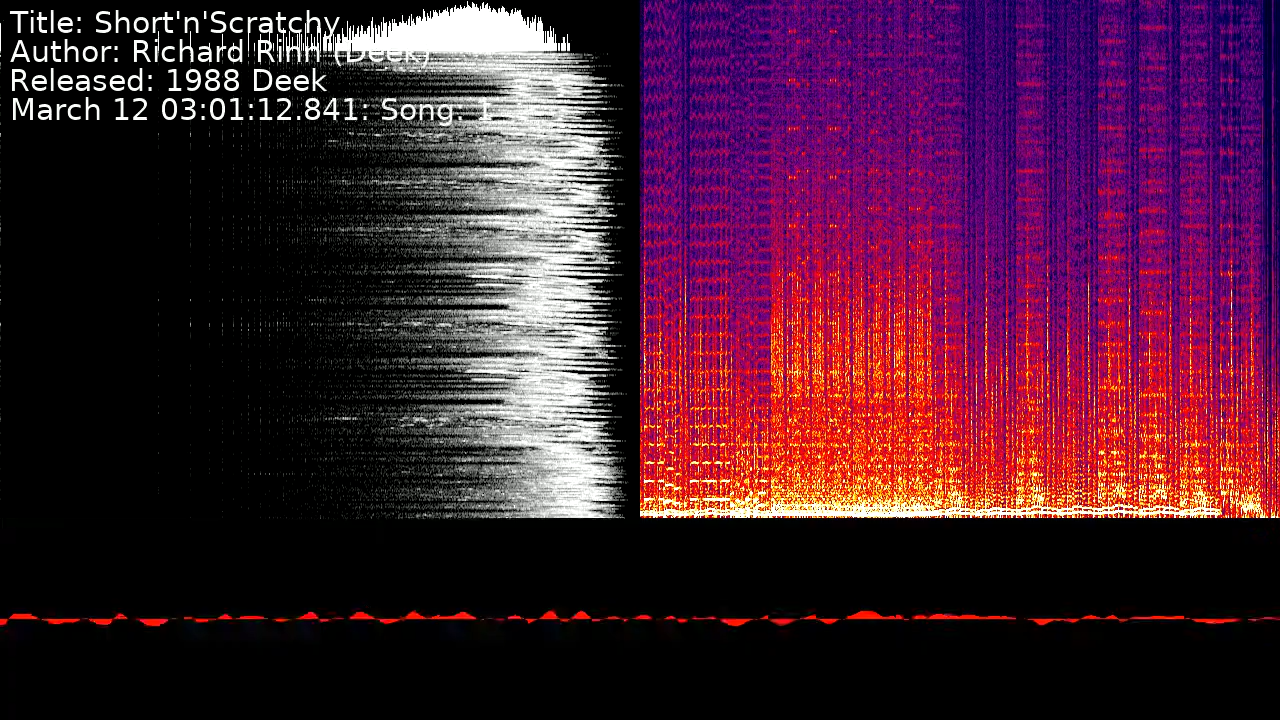 Title: Short'n'Scratchy
Author: Richard Rinn (Deek)
Released: 1988 Deek
March 12 03:01:12.841: Song: 1